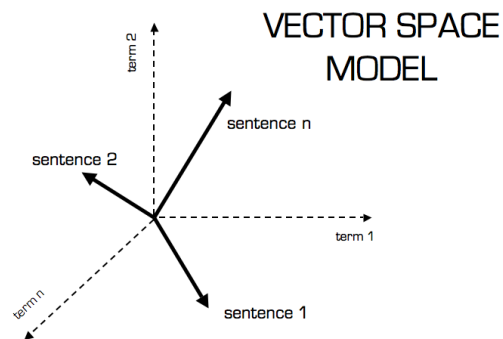 VECTOR SPACE
MODEL
term 2
sentence n
sentence 2
term 1
term n
sentence 1